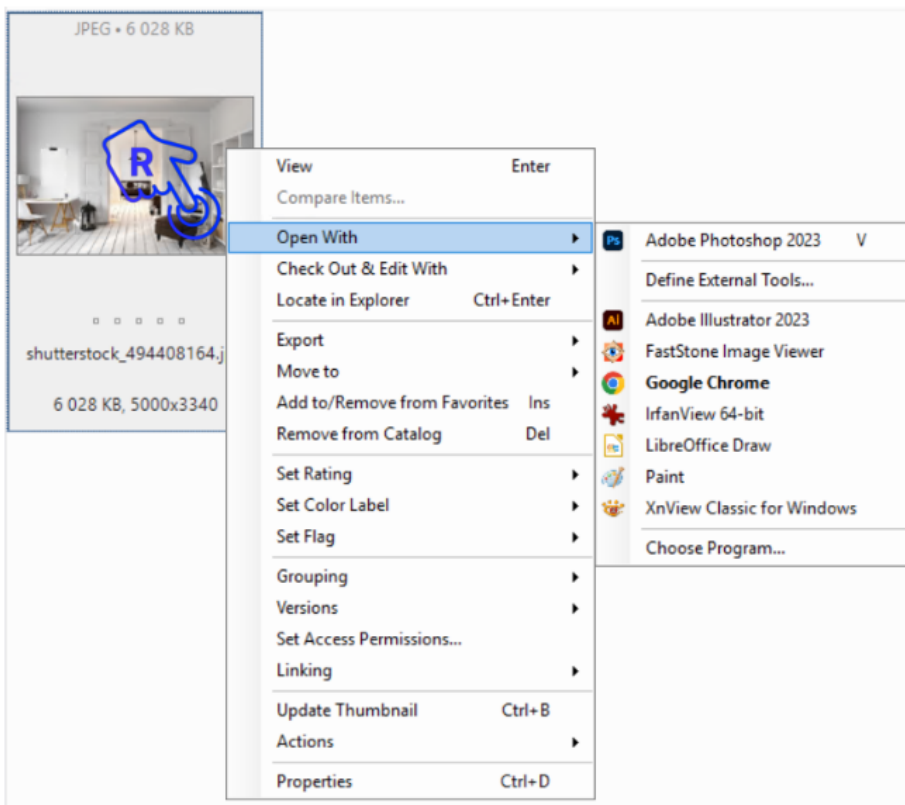 JPEG • 6 028 KB
R
shutterstock_494408164.j
6 028 KB, 5000x3340
View Enter
Compare Items...
Open With
Check Out & Edit With
Locate in Explorer Ctrl+Enter
Export
Move to
Add to/Remove from Favorites Ins
Remove from Catalog Del
Set Rating
Set Color Label
Set Flag
Grouping
Versions
Set Access Permissions...
Linking
Update Thumbnail Ctrl+B
Actions
Properties Ctrl+D
Ps Adobe Photoshop 2023 V
Define External Tools...
Ai Adobe Illustrator 2023
FastStone Image Viewer
Google Chrome
IrfanView 64-bit
LibreOffice Draw
Paint
XnView Classic for Windows
Choose Program...